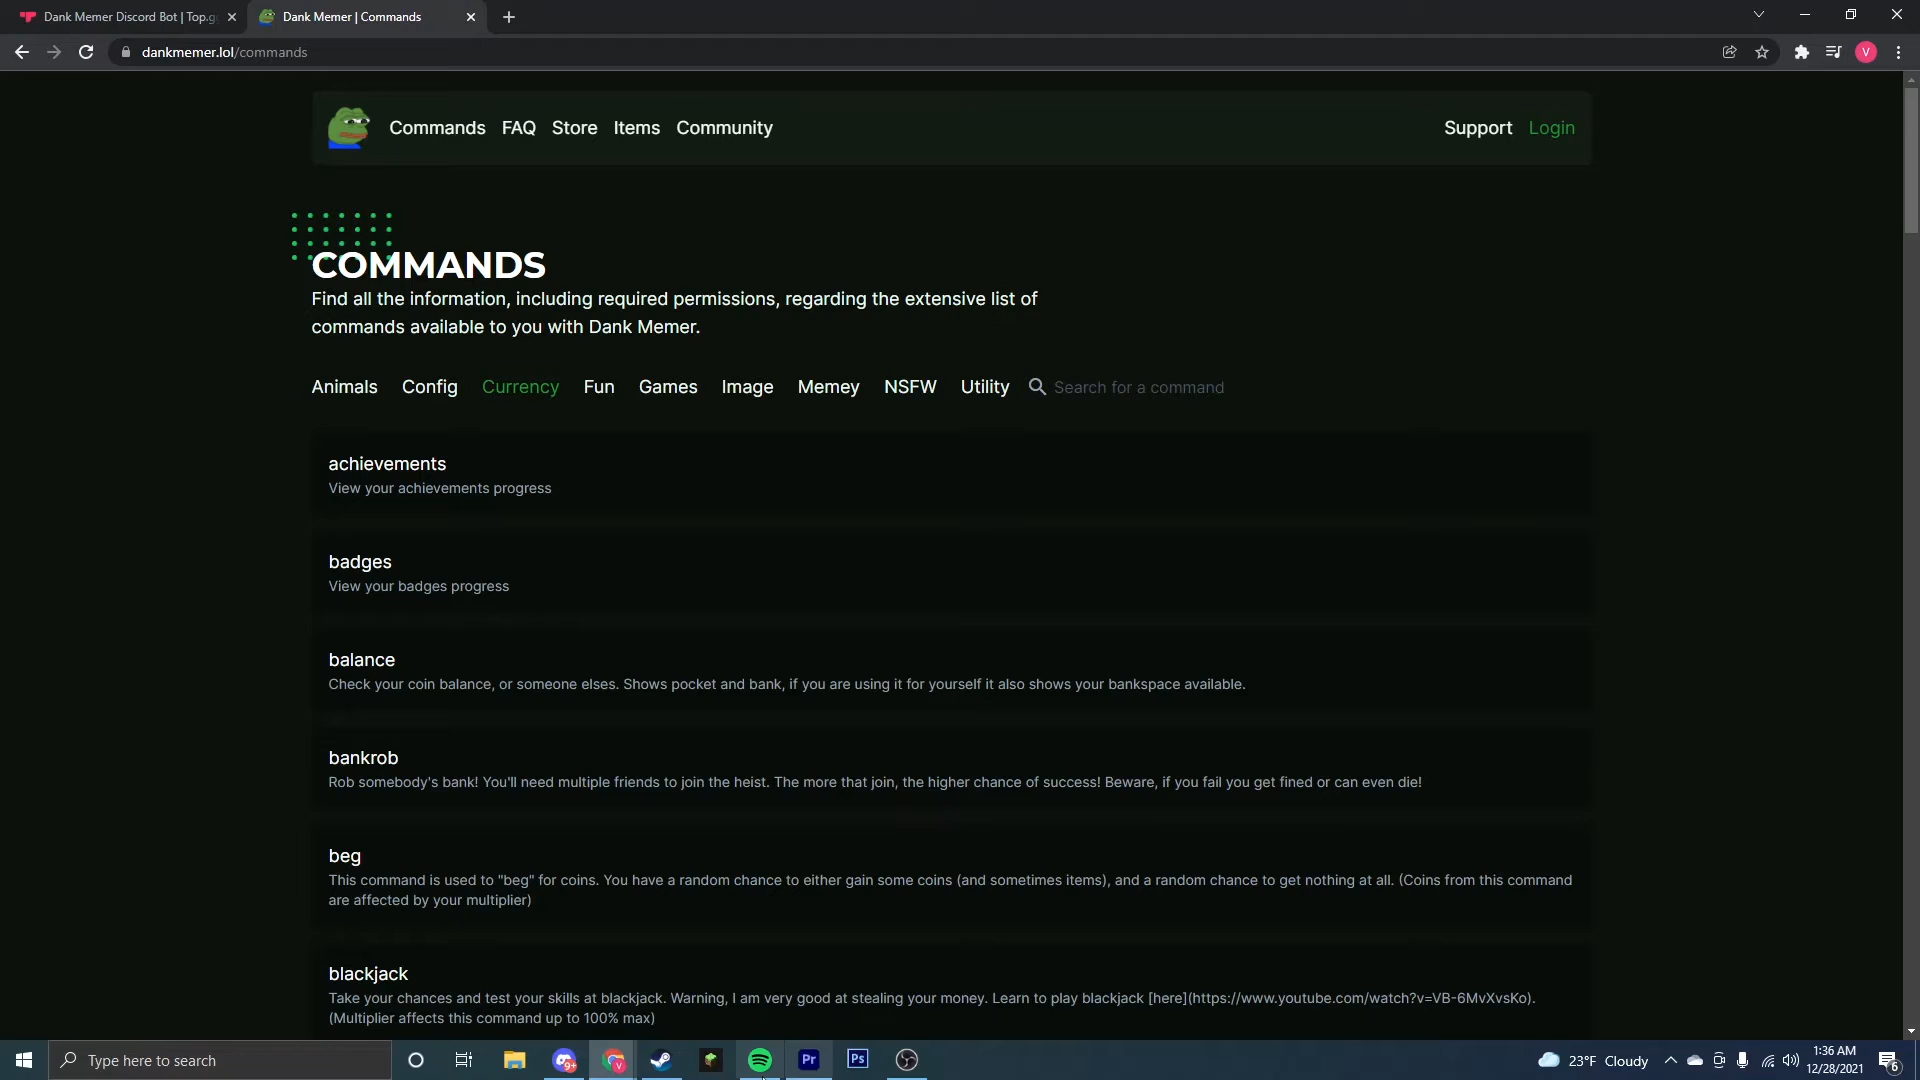 Dank Memer Discord Bot | Top.g
Dank Memer | Commands
dankmemer.lol/commands
V
Commands FAQ Store Items Community
Support Login
COMMANDS
Find all the information, including required permissions, regarding the extensive list of
commands available to you with Dank Memer.
Animals Config Currency Fun Games Image Memey NSFW Utility Search for a command
achievements
View your achievements progress
badges
View your badges progress
balance
Check your coin balance, or someone elses. Shows pocket and bank, if you are using it for yourself it also shows your bankspace available.
bankrob
Rob somebody's bank! You'll need multiple friends to join the heist. The more that join, the higher chance of success! Beware, if you fail you get fined or can even die!
beg
This command is used to "beg" for coins. You have a random chance to either gain some coins (and sometimes items), and a random chance to get nothing at all. (Coins from this command
are affected by your multiplier)
blackjack
Take your chances and test your skills at blackjack. Warning, I am very good at stealing your money. Learn to play blackjack [here](https://www.youtube.com/watch?v=VB-6MvXvsKo).
(Multiplier affects this command up to 100% max)
Type here to search
9+
V
Pr
Ps
23°F Cloudy
1:36 AM
12/28/2021
6